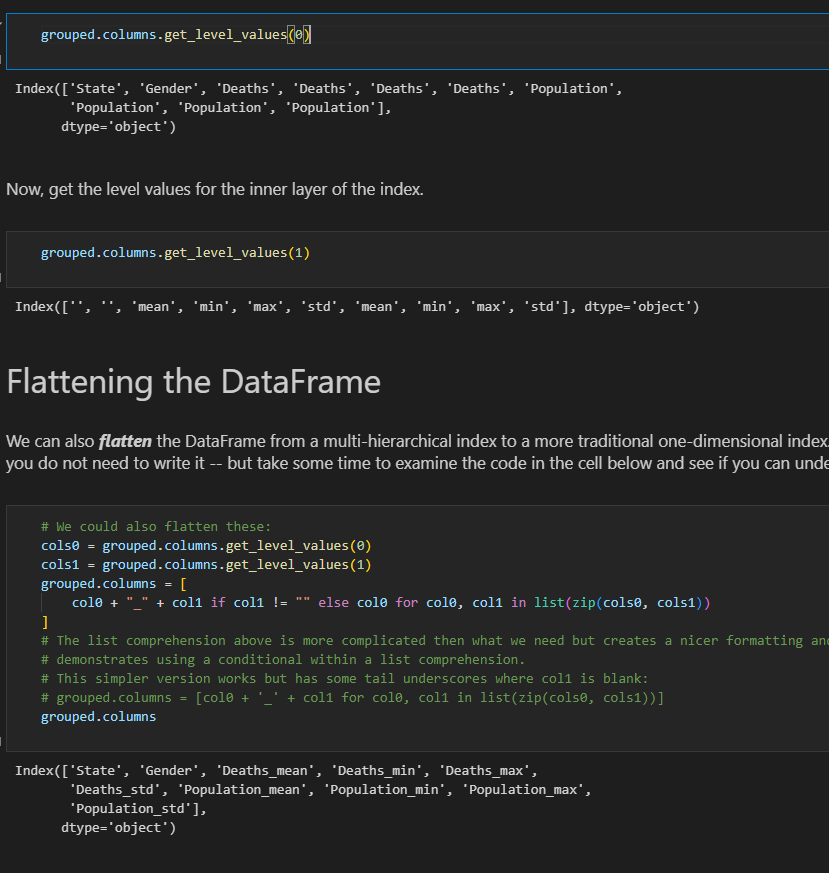 grouped.columns.get_level_values(0)
Index(['State', 'Gender', 'Deaths', 'Deaths', 'Deaths', 'Deaths', 'Population',
'Population', 'Population', 'Population'],
dtype='object')
Now, get the level values for the inner layer of the index.
grouped.columns.get_level_values(1)
Index(['', '', 'mean', 'min', 'max', 'std', 'mean', 'min', 'max', 'std'], dtype='object')
Flattening the DataFrame
We can also flatten the DataFrame from a multi-hierarchical index to a more traditional one-dimensional index.
you do not need to write it -- but take some time to examine the code in the cell below and see if you can
# We could also flatten these:
cols0 = grouped.columns.get_level_values(0)
cols1 = grouped.columns.get_level_values(1)
grouped.columns = [
col0 + "_" + col1 if col1 != "" else col0 for col0, col1 in list(zip(cols0, cols1))
]
# The list comprehension above is more complicated then what we need but creates a nicer formatting and
# demonstrates using a conditional within a list comprehension.
# This simpler version works but has some tail underscores where col1 is blank:
# grouped.columns = [col0 + '_' + col1 for col0, col1 in list(zip(cols0, cols1))]
grouped.columns
Index(['State', 'Gender', 'Deaths_mean', 'Deaths_min', 'Deaths_max',
'Deaths_std', 'Population_mean', 'Population_min', 'Population_max',
'Population_std'],
dtype='object')